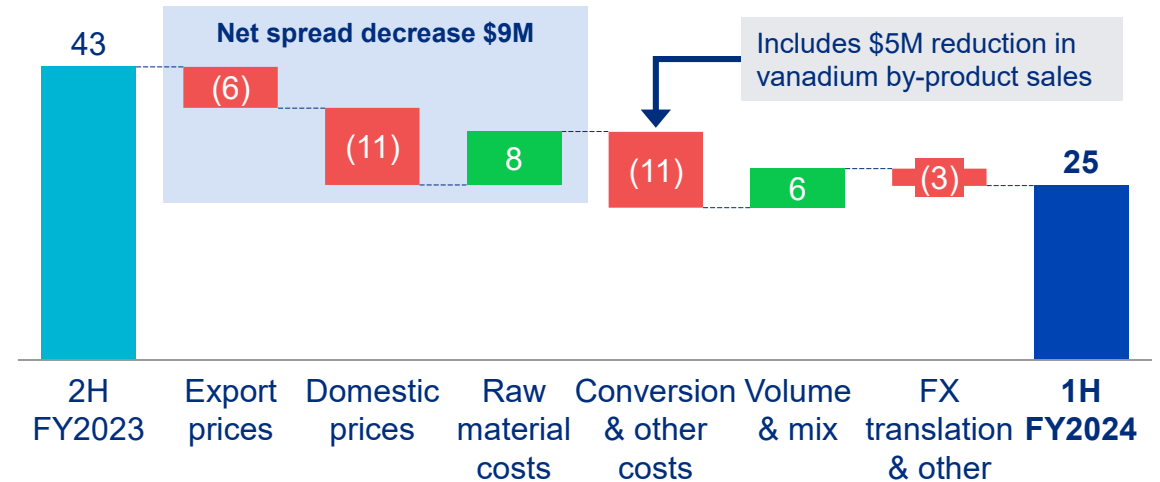 43
Net spread decrease $9M
Includes $5M reduction in
vanadium by-product sales
(6)
(11)
8
(11)
6
(3)
25
2H
FY2023
Export
prices
Domestic
prices
Raw
material
costs
Conversion
& other
costs
Volume
& mix
FX
translation
& other
1H
FY2024